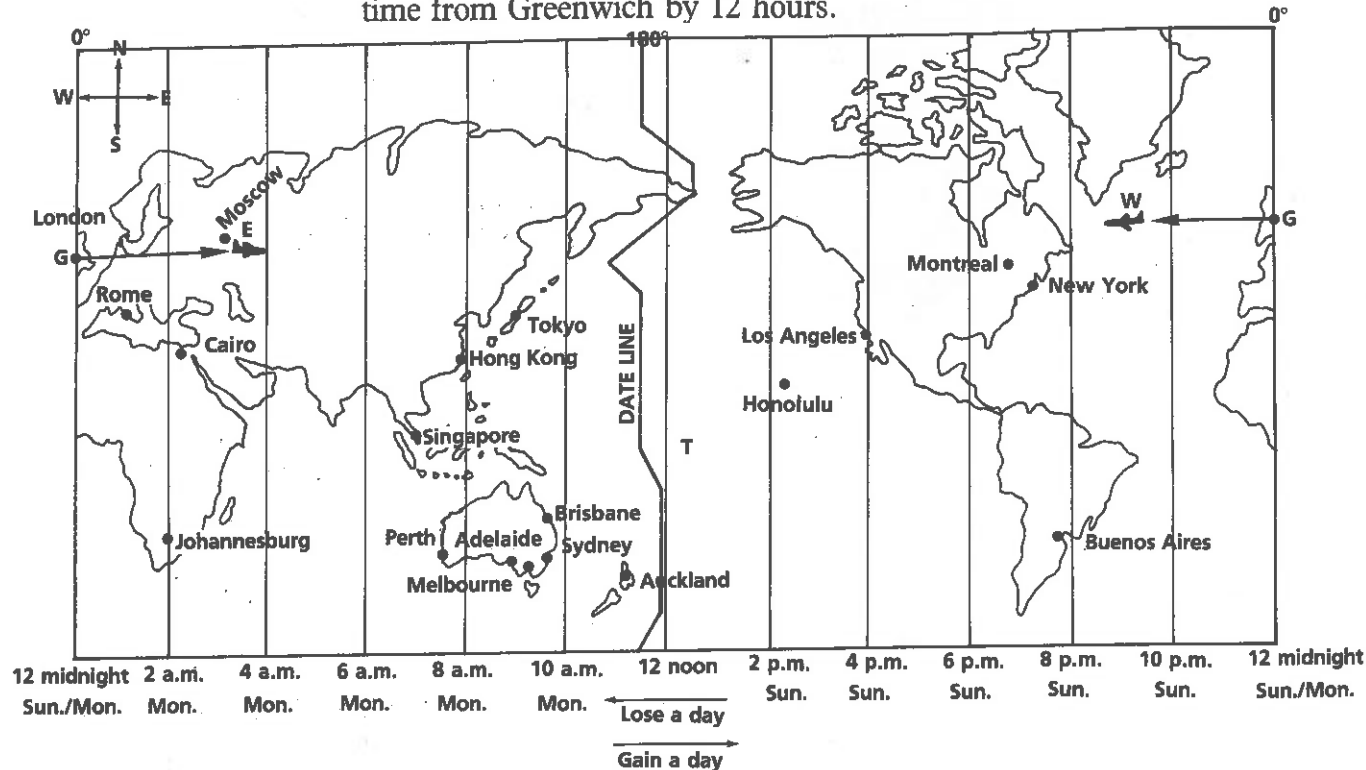 time from Greenwich by 12 hours.
0°
180°
0°
N
W
E
S
London
Moscow
E
G
W
G
Rome
Cairo
Tokyo
Hong Kong
Singapore
DATE LINE
T
Montreal
New York
Los Angeles
Honolulu
Johannesburg
Perth
Adelaide
Brisbane
Sydney
Melbourne
Auckland
Buenos Aires
12 midnight 2 a.m. 4 a.m. 6 a.m. 8 a.m. 10 a.m. 12 noon 2 p.m. 4 p.m. 6 p.m. 8 p.m. 10 p.m. 12 midnight
Sun./Mon. Mon. Mon. Mon. Mon. Mon. Sun. Sun. Sun. Sun. Sun. Sun./Mon.
Lose a day
Gain a day